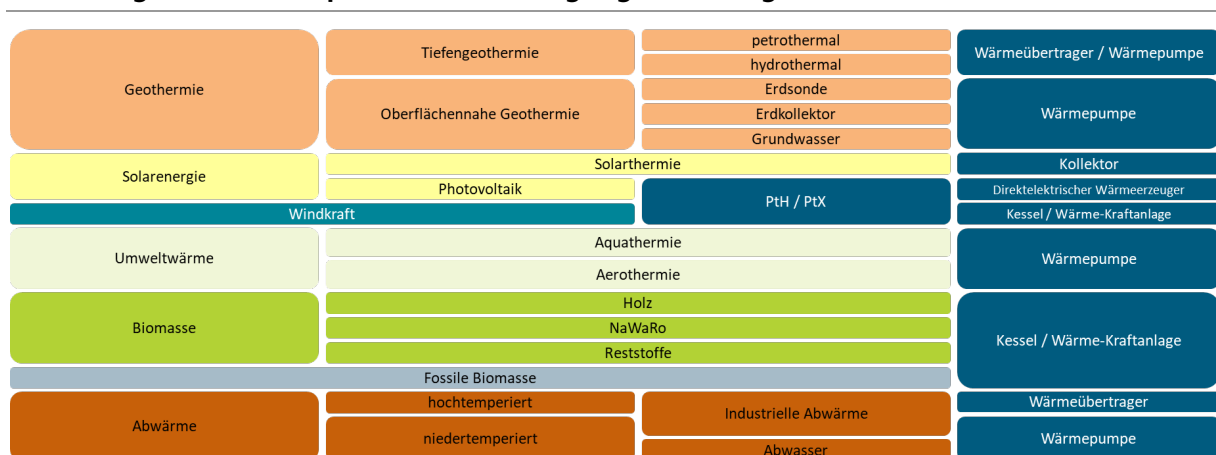 Tiefengeothermie
petrothermal
hydrothermal
Wärmeübertrager / Wärmepumpe
Geothermie
Oberflächennahe Geothermie
Erdsonde
Erdkollektor
Grundwasser
Wärmepumpe
Solarenergie
Solarthermie
Kollektor
Photovoltaik
PtH / PtX
Direktelektrischer Wärmeerzeuger
Windkraft
Kessel / Wärme-Kraftanlage
Umweltwärme
Aquathermie
Aerothermie
Wärmepumpe
Biomasse
Holz
NaWaRo
Reststoffe
Kessel / Wärme-Kraftanlage
Fossile Biomasse
Abwärme
hochtemperiert
Industrielle Abwärme
Wärmeübertrager
niedertemperiert
Abwasser
Wärmepumpe